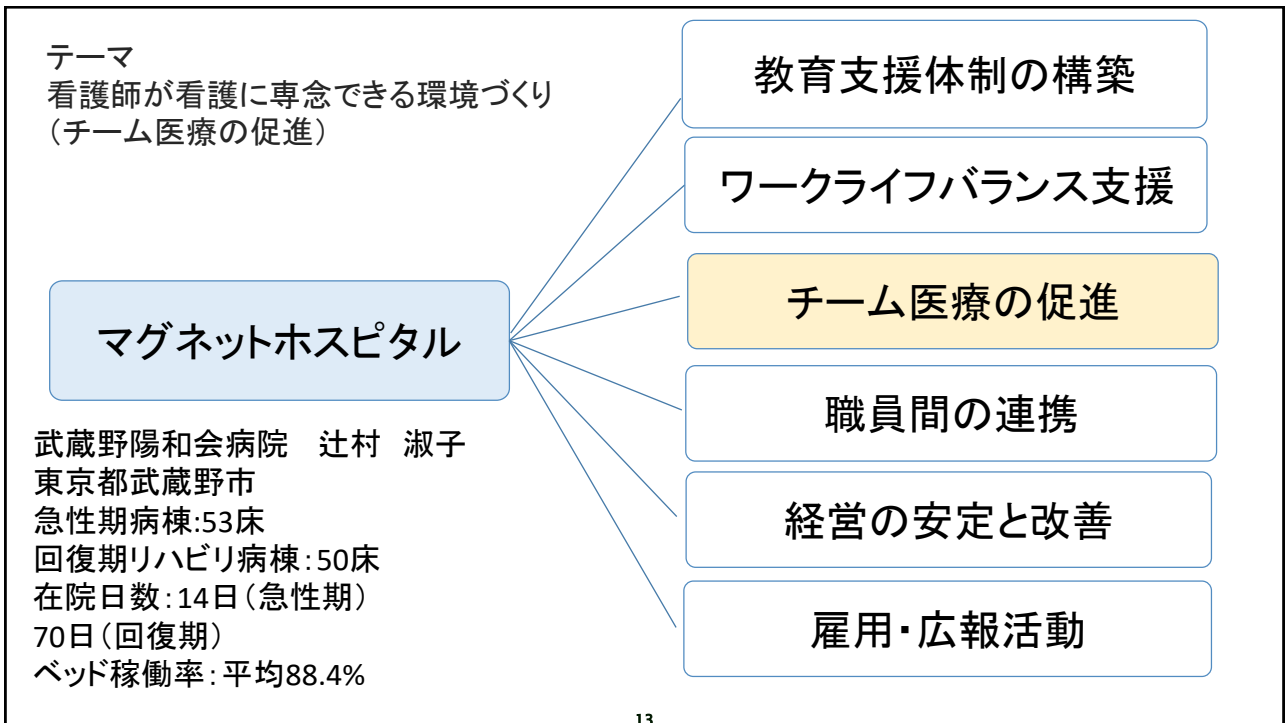 テーマ
看護師が看護に専念できる環境づくり
（チーム医療の促進）
マグネットホスピタル
武蔵野陽和会病院　辻村　淑子
東京都武蔵野市
急性期病棟:53床
回復期リハビリ病棟：50床
在院日数：14日（急性期）
70日（回復期）
ベッド稼働率：平均88.4%
教育支援体制の構築
ワークライフバランス支援
チーム医療の促進
職員間の連携
経営の安定と改善
雇用・広報活動
13